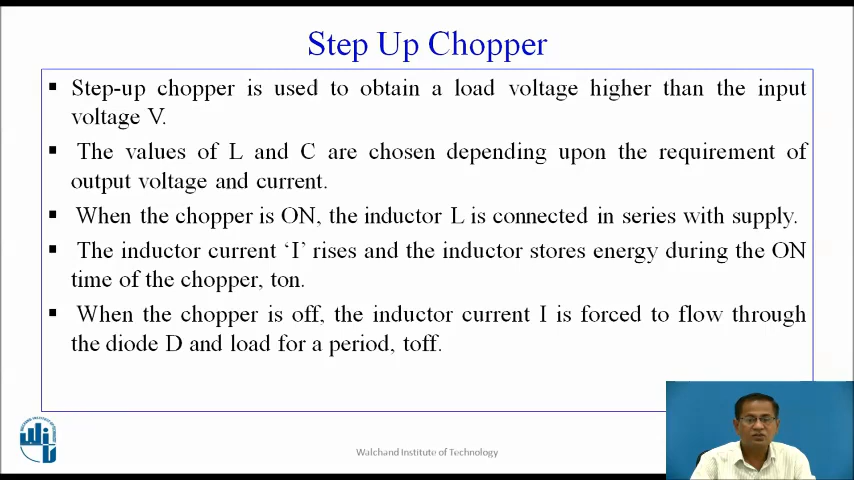 Step Up Chopper
▪ Step-up chopper is used to obtain a load voltage higher than the input
voltage V.
▪ The values of L and C are chosen depending upon the requirement of
output voltage and current.
▪ When the chopper is ON, the inductor L is connected in series with supply.
▪ The inductor current ‘I’ rises and the inductor stores energy during the ON
time of the chopper, ton.
▪ When the chopper is off, the inductor current I is forced to flow through
the diode D and load for a period, toff.
Walchand Institute of Technology